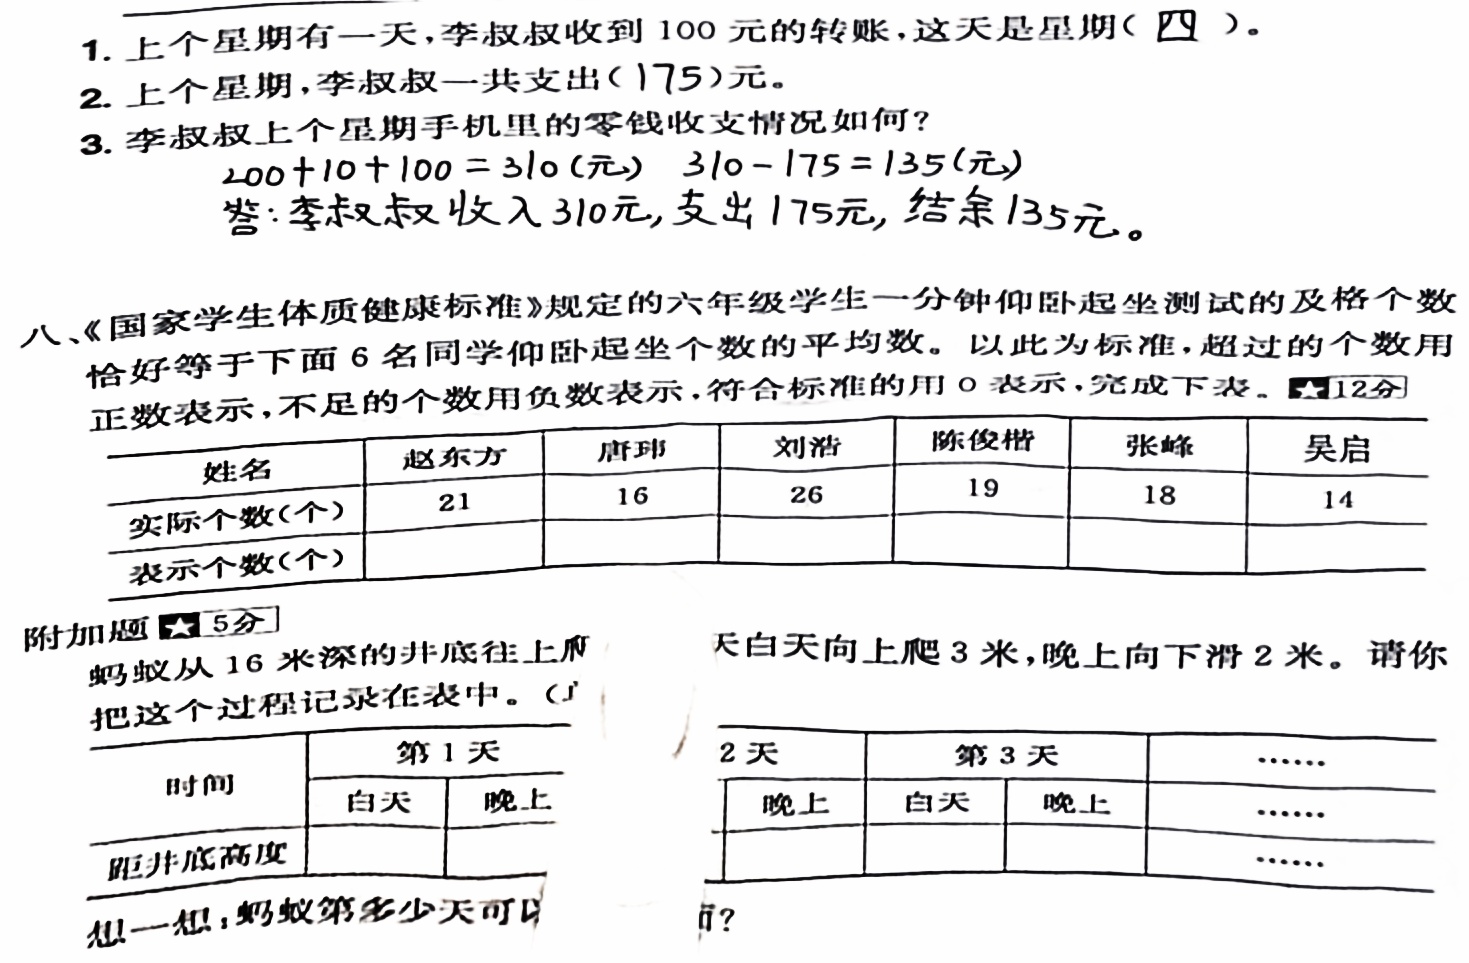 1. 上个星期有一天,李叔叔收到 100 元的转账,这天是星期( 四 )。
2. 上个星期,李叔叔一共支出(175)元。
3. 李叔叔上个星期手机里的零钱收支情况如何?
200+10+100=310(元) 310-175=135(元)
答:李叔叔收入310元,支出175元,结余135元。
八、《国家学生体质健康标准》规定的六年级学生一分钟仰卧起坐测试的及格个数
恰好等于下面 6 名同学仰卧起坐个数的平均数。以此为标准,超过的个数用
正数表示,不足的个数用负数表示,符合标准的用 0 表示,完成下表。★12分
姓名 赵东方 唐玮 刘浩 陈俊楷 张峰 吴启
实际个数(个) 21 16 26 19 18 14
表示个数(个)
附加题 ★ 5分
蚂蚁从 16 米深的井底往上爬 天白天向上爬 3 米,晚上向下滑 2 米。请你
把这个过程记录在表中。(
时间 第 1 天 2 天 第 3 天 ……
白天 晚上 晚上 白天 晚上 ……
距井底高度 ……
想一想:蚂蚁第多少天可以 ?